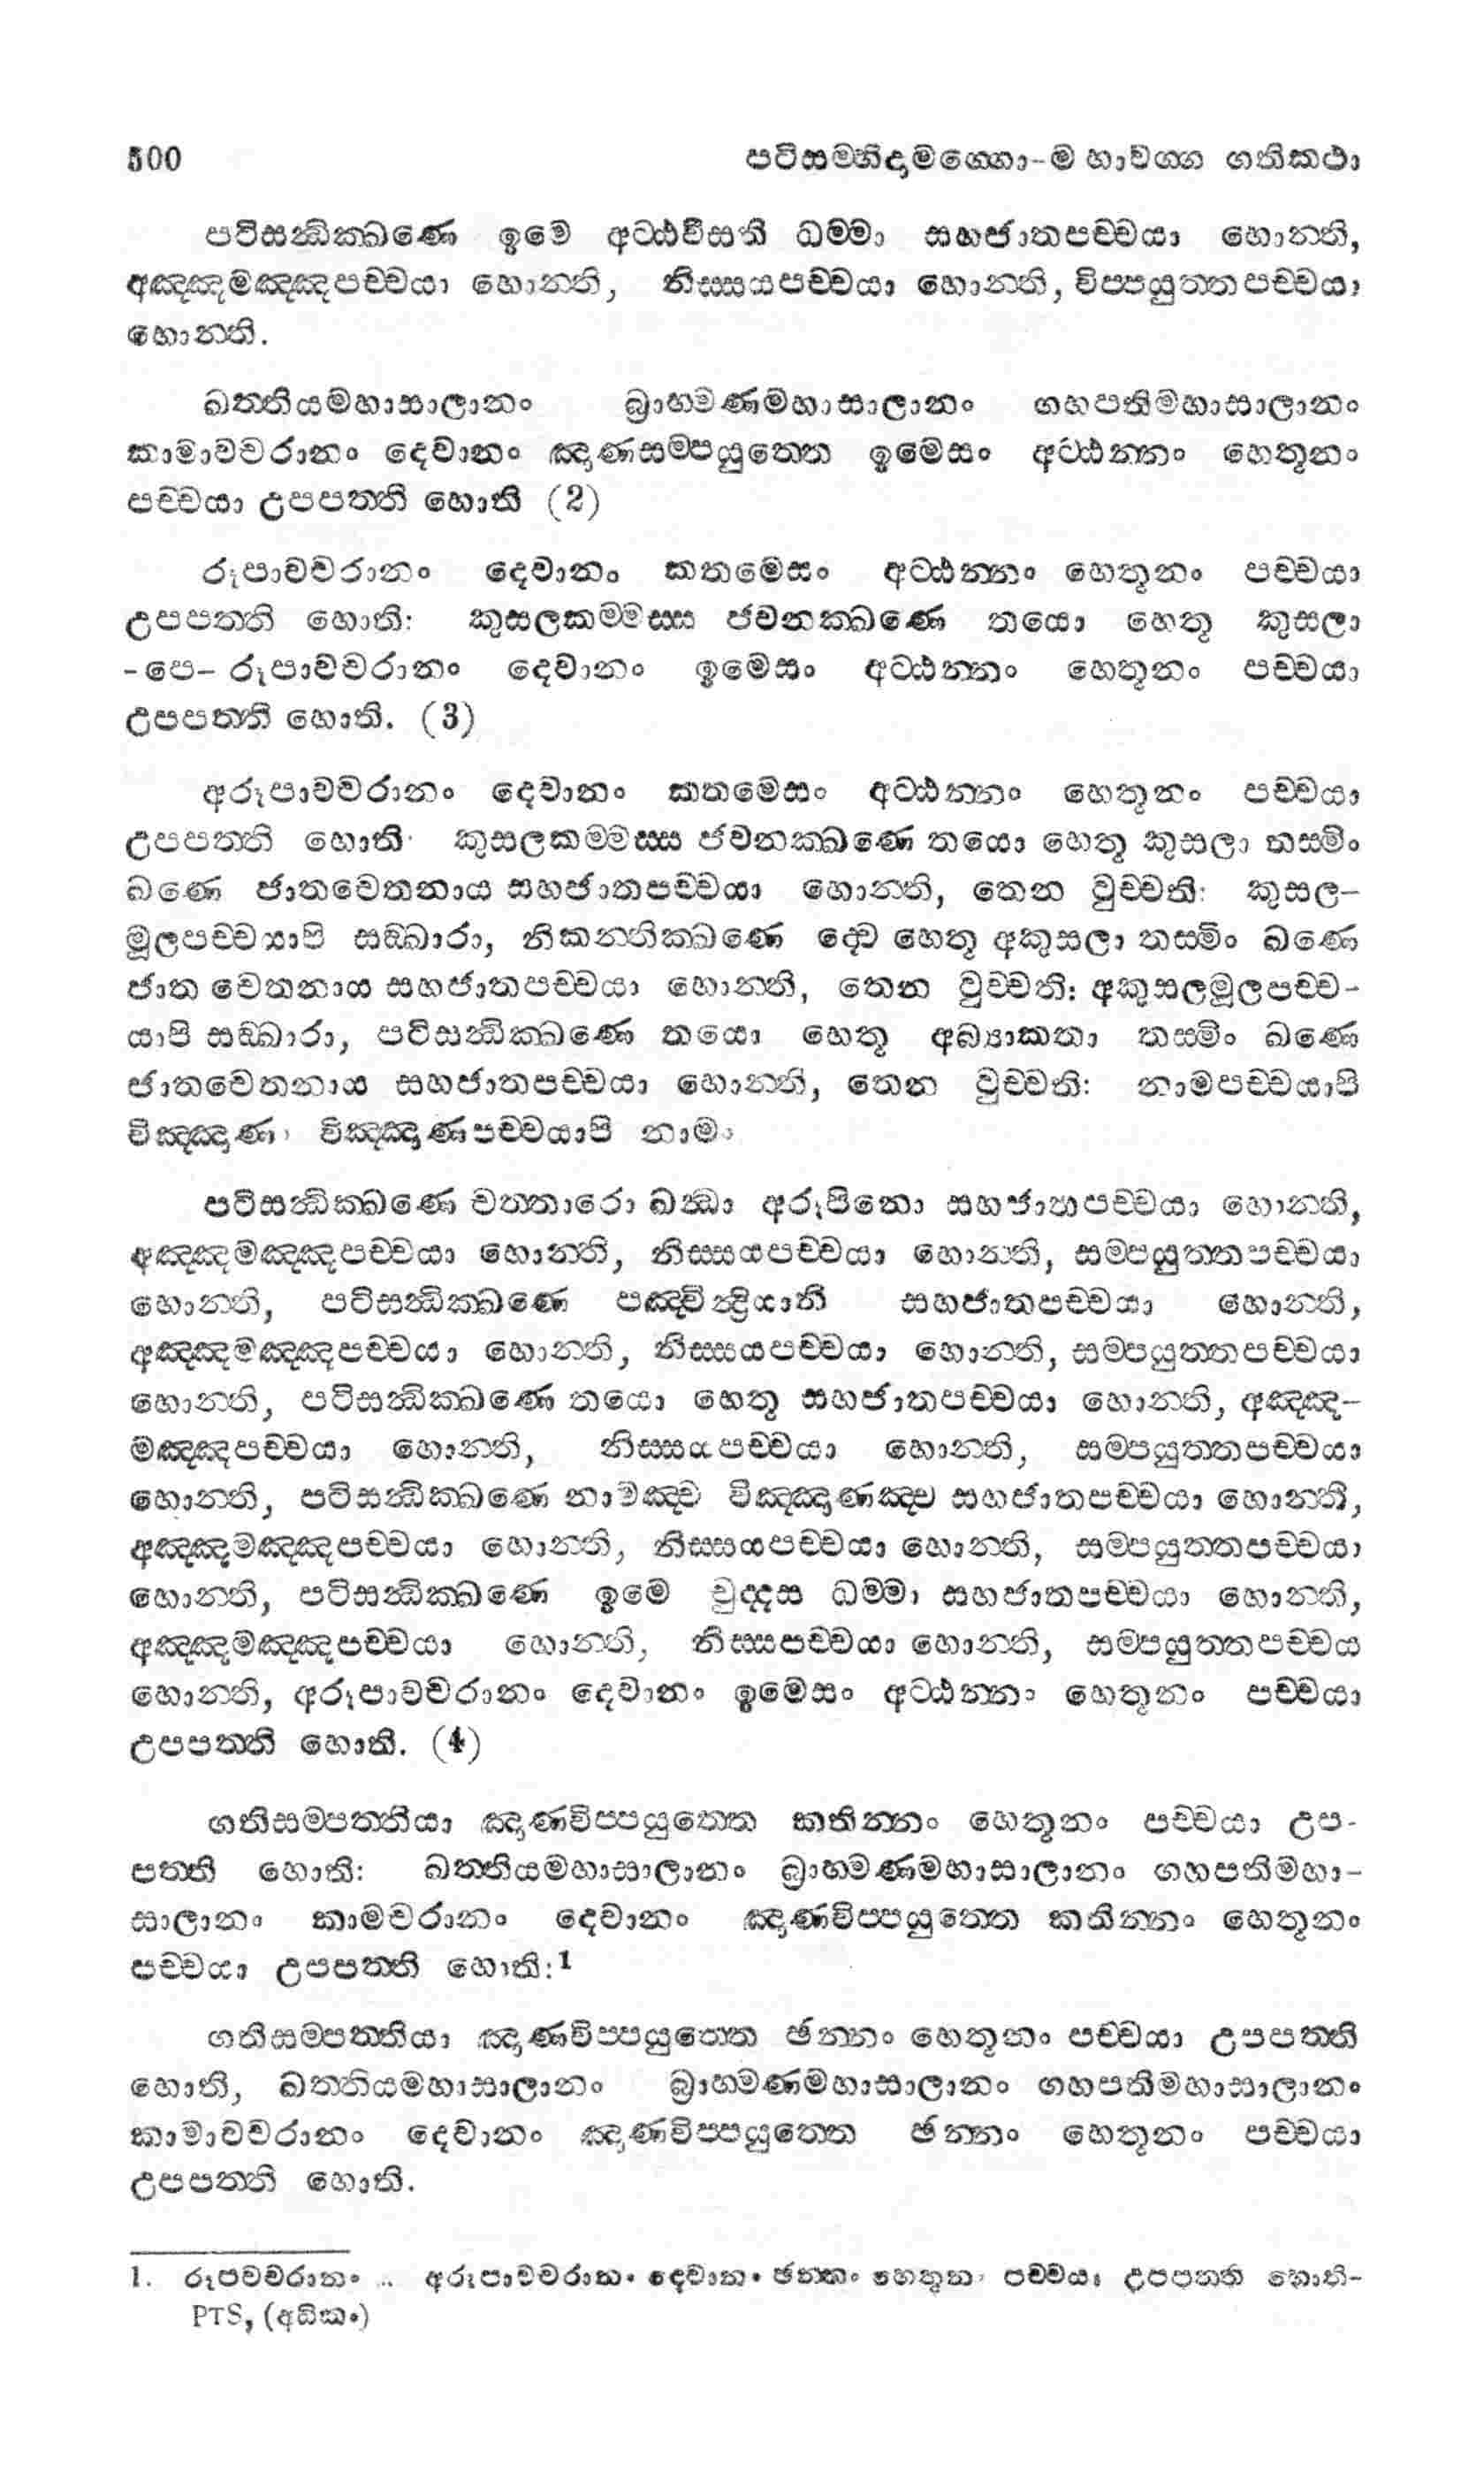 500 පටිසම්භිදාමග්ගො-මහාවග්ග ගතිකථා
පටිසන්ධික්ඛණෙ ඉමෙ අට්ඨවීසති ධම්මා සහජාතපච්චයා හොන්ති,
අඤ්ඤමඤ්ඤපච්චයා හොන්ති, නිස්සයපච්චයා හොන්ති, විප්පයුත්තපච්චයා
හොන්ති.
ඛත්තියමහාසාලානං බ්‍රාහ්මණමහාසාලානං ගහපතිමහාසාලානං
කාමාවචරානං දෙවානං ඤාණසම්පයුත්තෙ ඉමෙසං අට්ඨන්නං හෙතූනං
පච්චයා උපපත්ති හොති (2)
රූපාවචරානං දෙවානං කතමෙසං අට්ඨන්නං හෙතූනං පච්චයා
උපපත්ති හොති: කුසලකම්මස්ස ජවනක්ඛණෙ තයො හෙතූ කුසලා
-පෙ- රූපාවචරානං දෙවානං ඉමෙසං අට්ඨන්නං හෙතූනං පච්චයා
උපපත්ති හොති. (3)
අරූපාවචරානං දෙවානං කතමෙසං අට්ඨන්නං හෙතූනං පච්චයා
උපපත්ති හොති: කුසලකම්මස්ස ජවනක්ඛණෙ තයො හෙතූ කුසලා තස්මිං
ඛණෙ ජාතචෙතනාය සහජාතපච්චයා හොන්ති, තෙන වුච්චති: කුසල-
මූලපච්චයාපි සඞ්ඛාරා, නිකන්තික්ඛණෙ ද්වෙ හෙතූ අකුසලා තස්මිං ඛණෙ
ජාත චෙතනාය සහජාතපච්චයා හොන්ති, තෙන වුච්චති: අකුසලමූලපච්ච-
යාපි සඞ්ඛාරා, පටිසන්ධික්ඛණෙ තයො හෙතූ අබ්‍යාකතා තස්මිං ඛණෙ
ජාතචෙතනාය සහජාතපච්චයා හොන්ති, තෙන වුච්චති: නාමපච්චයාපි
විඤ්ඤාණං විඤ්ඤාණපච්චයාපි නාමං
පටිසන්ධික්ඛණෙ චත්තාරො ඛන්ධා අරූපිනො සහජාතපච්චයා හොන්ති,
අඤ්ඤමඤ්ඤපච්චයා හොන්ති, නිස්සයපච්චයා හොන්ති, සම්පයුත්තපච්චයා
හොන්ති, පටිසන්ධික්ඛණෙ පඤ්චින්ද්‍රියානි සහජාතපච්චයා හොන්ති,
අඤ්ඤමඤ්ඤපච්චයා හොන්ති, නිස්සයපච්චයා හොන්ති, සම්පයුත්තපච්චයා
හොන්ති, පටිසන්ධික්ඛණෙ තයො හෙතූ සහජාතපච්චයා හොන්ති, අඤ්ඤ-
මඤ්ඤපච්චයා හොන්ති, නිස්සයපච්චයා හොන්ති, සම්පයුත්තපච්චයා
හොන්ති, පටිසන්ධික්ඛණෙ නාමඤ්ච විඤ්ඤාණඤ්ච සහජාතපච්චයා හොන්ති,
අඤ්ඤමඤ්ඤපච්චයා හොන්ති, නිස්සයපච්චයා හොන්ති, සම්පයුත්තපච්චයා
හොන්ති, පටිසන්ධික්ඛණෙ ඉමෙ චුද්දස ධම්මා සහජාතපච්චයා හොන්ති,
අඤ්ඤමඤ්ඤපච්චයා හොන්ති, නිස්සපච්චයා හොන්ති, සම්පයුත්තපච්චය
හොන්ති, අරූපාවචරානං දෙවානං ඉමෙසං අට්ඨන්නං හෙතූනං පච්චයා
උපපත්ති හොති. (4)
ගතිසම්පත්තියා ඤාණවිප්පයුත්තෙ කතින්නං හෙතූනං පච්චයා උප-
පත්ති හොති: ඛත්තියමහාසාලානං බ්‍රාහ්මණමහාසාලානං ගහපතිමහා-
සාලානං කාමවචරානං දෙවානං ඤාණවිප්පයුත්තෙ කතින්නං හෙතූනං
පච්චයා උපපත්ති හොති:1
ගතිසම්පත්තියා ඤාණවිප්පයුත්තෙ ඡන්නං හෙතූනං පච්චයා උපපත්ති
හොති, ඛත්තියමහාසාලානං බ්‍රාහ්මණමහාසාලානං ගහපතිමහාසාලානං
කාමාවචරානං දෙවානං ඤාණවිප්පයුත්තෙ ඡන්නං හෙතූනං පච්චයා
උපපත්ති හොති.
1. රූපවචරානං .. අරූපාවචරානං දෙවානං ඡන්නං හෙතූනං පච්චයා උපපත්ති හොති-
PTS, (අධිකං)